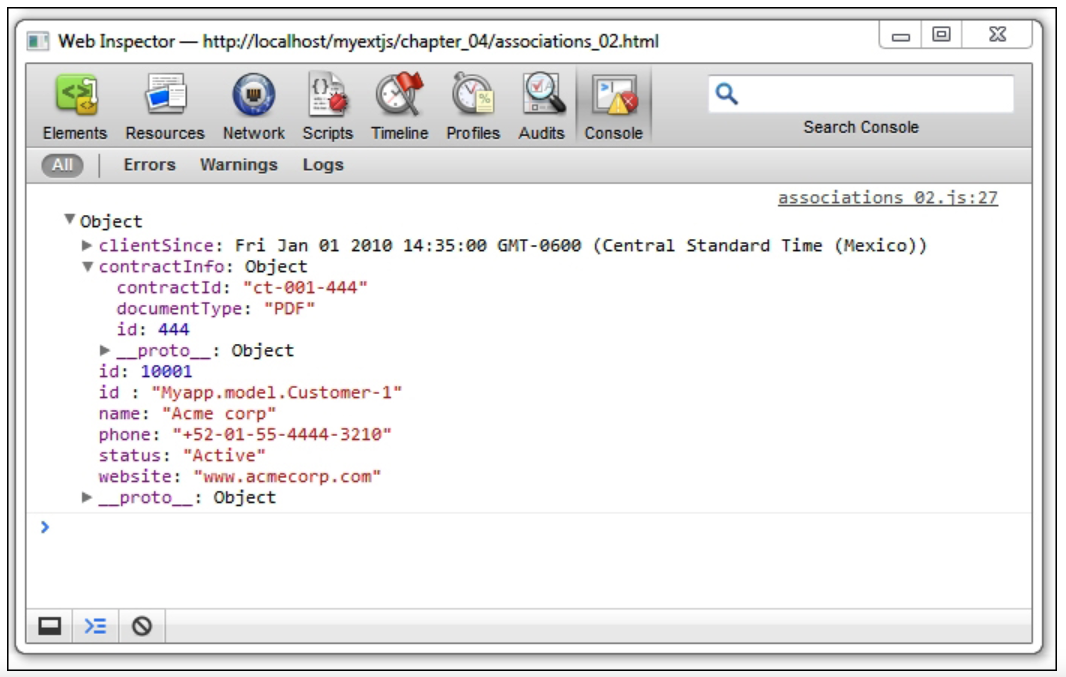 Web Inspector — http://localhost/myextjs/chapter_04/associations_02.html
Elements Resources Network Scripts Timeline Profiles Audits Console
Search Console
All Errors Warnings Logs
associations_02.js:27
▼Object
▶clientSince: Fri Jan 01 2010 14:35:00 GMT-0600 (Central Standard Time (Mexico))
▼contractInfo: Object
contractId: "ct-001-444"
documentType: "PDF"
id: 444
▶__proto__: Object
id: 10001
id : "Myapp.model.Customer-1"
name: "Acme corp"
phone: "+52-01-55-4444-3210"
status: "Active"
website: "www.acmecorp.com"
▶__proto__: Object